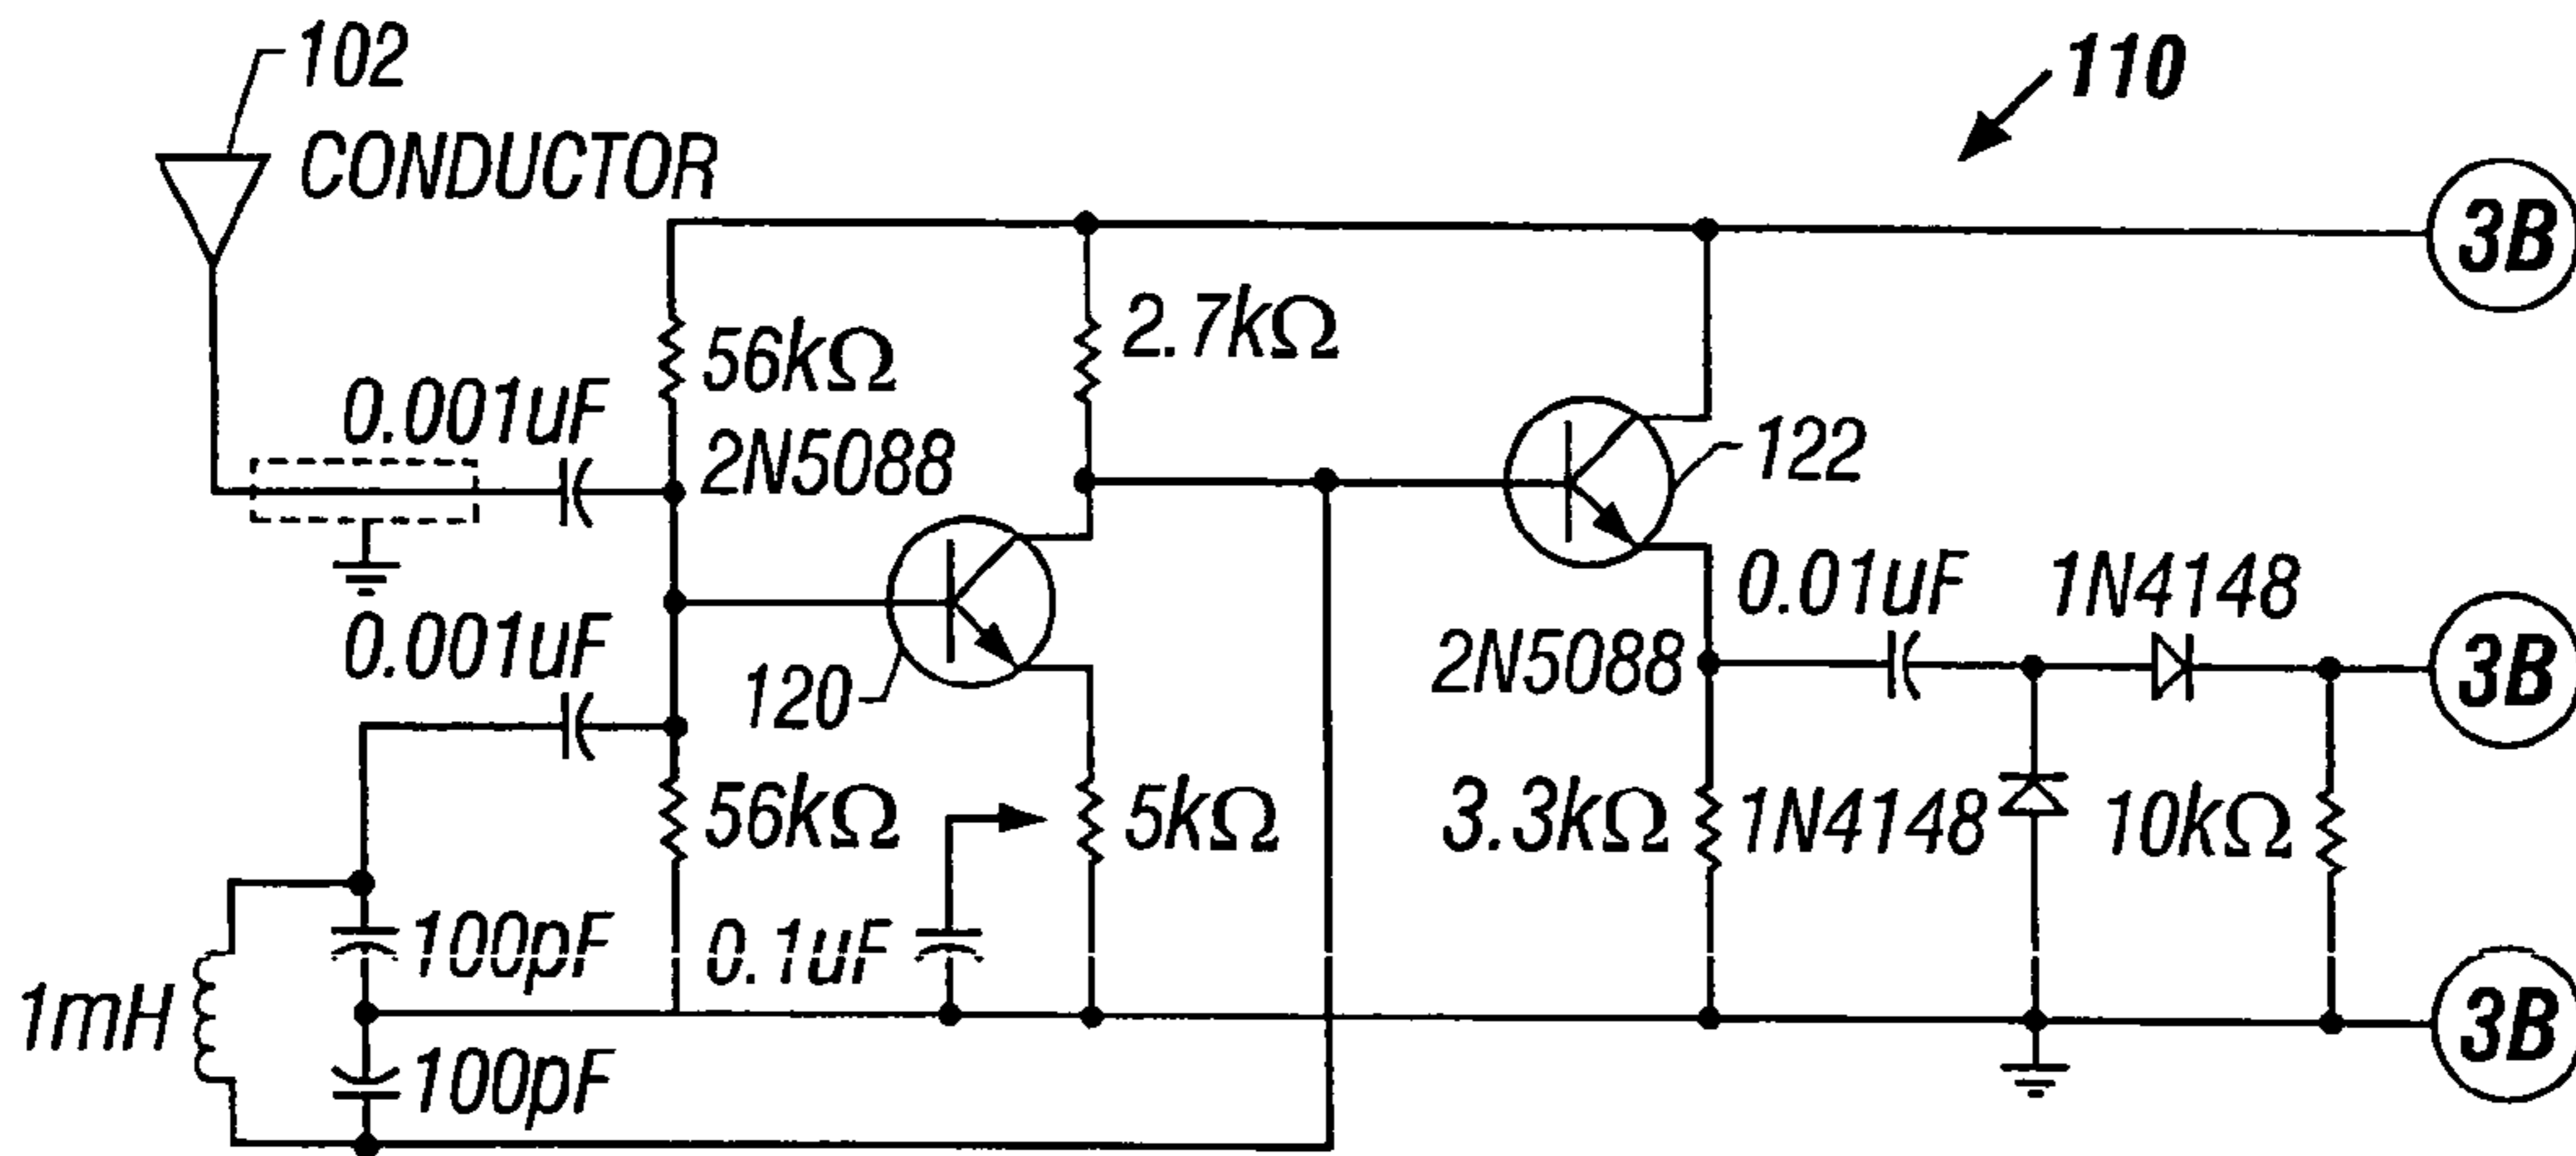 102
CONDUCTOR
110
3B
56kΩ
2.7kΩ
0.001uF
2N5088
122
0.001uF
120
0.01uF
1N4148
2N5088
3B
56kΩ
5kΩ
3.3kΩ
1N4148
10kΩ
100pF
0.1uF
1mH
100pF
3B